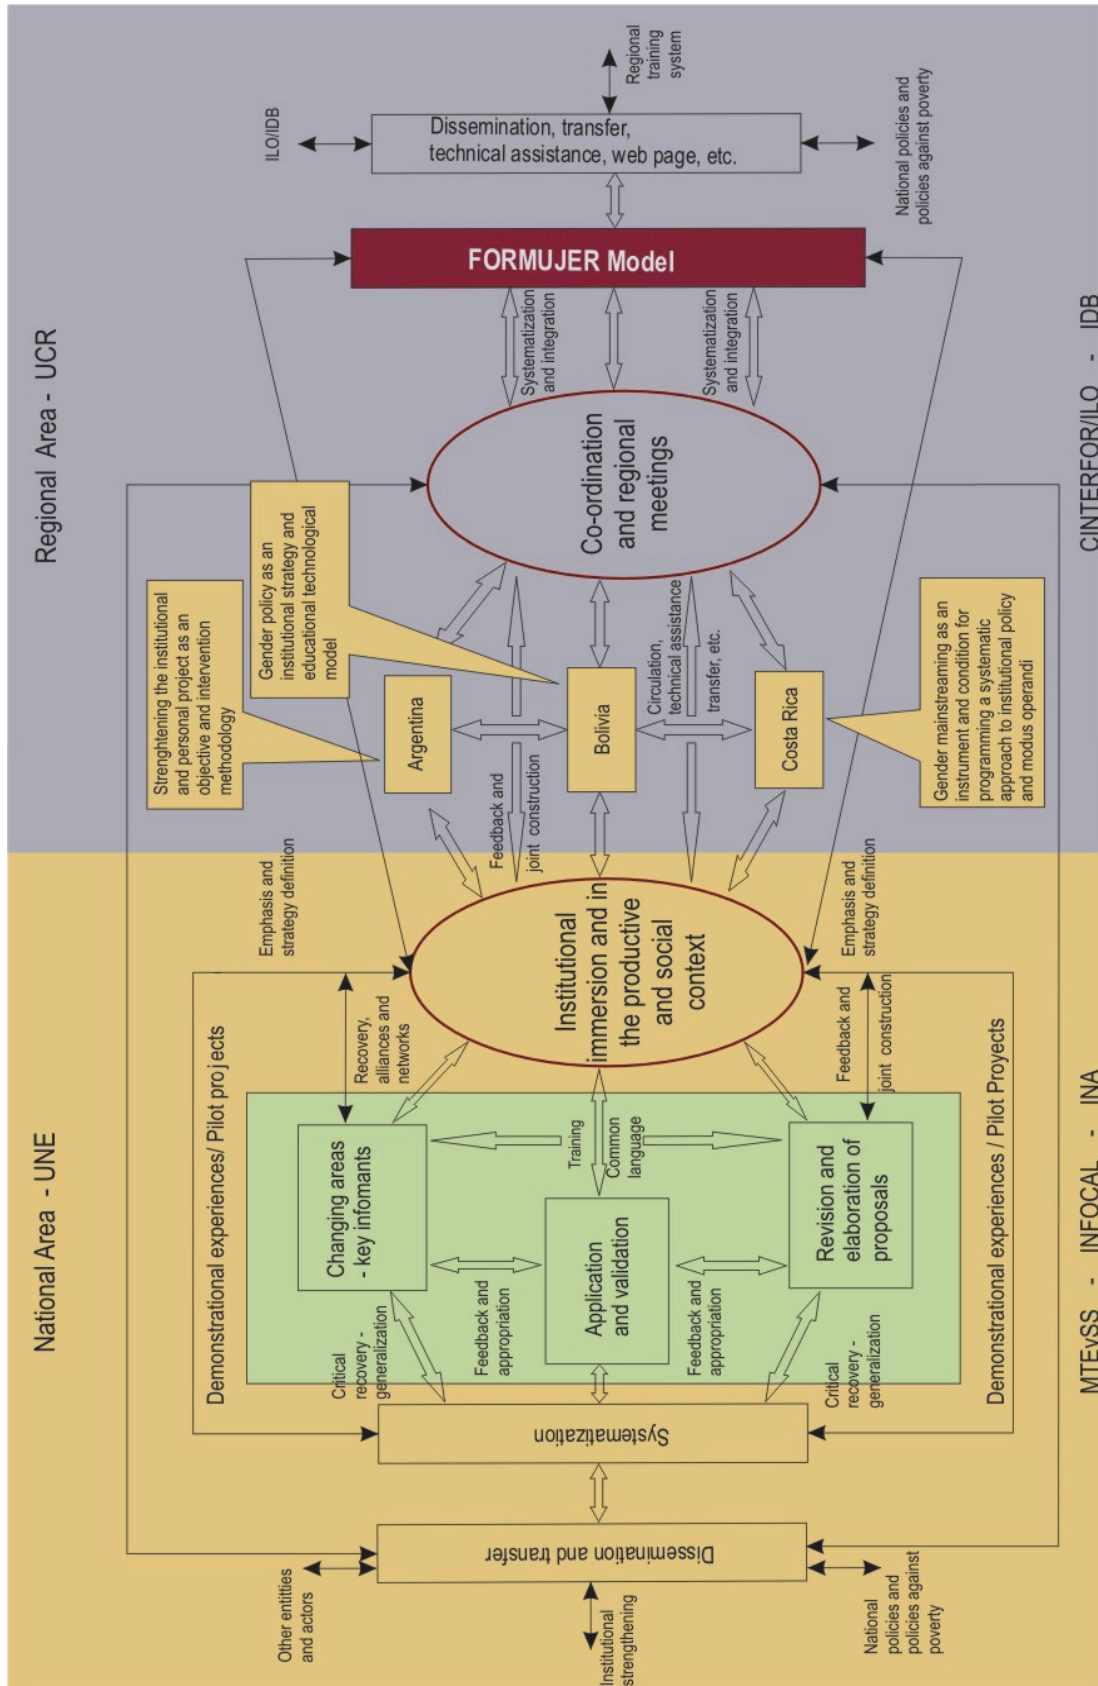 National Area - UNE
Regional Area - UCR
Demonstrational experiences/ Pilot projects
Emphasis and
strategy definition
Strenghtening the institutional
and personal project as an
objective and intervention
methodology
Gender policy as an
institutional strategy and
educational technological
model
ILO/IDB
Other entities
and actors
Institutional
strengthening
National
policies and
policies against
poverty
Dissemination and transfer
Systematization
Critical
recovery -
generalization
Changing areas
- key infomants
Recovery,
alliances and
networks
Feedback and
appropriation
Application
and validation
Training
Common
language
Feedback and
appropriation
Revision and
elaboration of
proposals
Critical
recovery -
generalization
Feedback and
joint construction
Institutional
immersion and in
the productive
and social
context
Emphasis and
strategy definition
Feedback and
joint construction
Argentina
Bolivia
Costa Rica
Circulation,
technical assistance
transfer, etc.
Gender mainstreaming as an
instrument and condition for
programming a systematic
approach to institutional policy
and modus operandi
Co-ordination
and regional
meetings
Systematization
and integration
Systematization
and integration
FORMUJER Model
Dissemination, transfer,
technical assistance, web page, etc.
Regional
training
system
National policies and
policies against poverty
Demonstrational experiences / Pilot Proyects
MTEySS - INFOCAL - INA
CINTERFOR/ILO - IDB